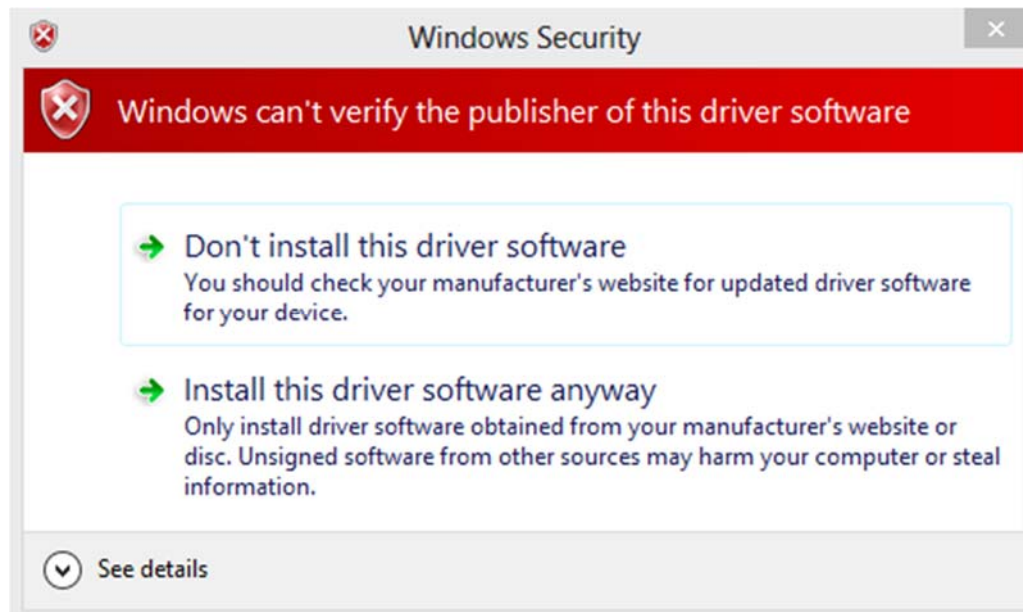 Windows Security
Windows can't verify the publisher of this driver software
Don't install this driver software
You should check your manufacturer's website for updated driver software
for your device.
Install this driver software anyway
Only install driver software obtained from your manufacturer's website or
disc. Unsigned software from other sources may harm your computer or steal
information.
See details